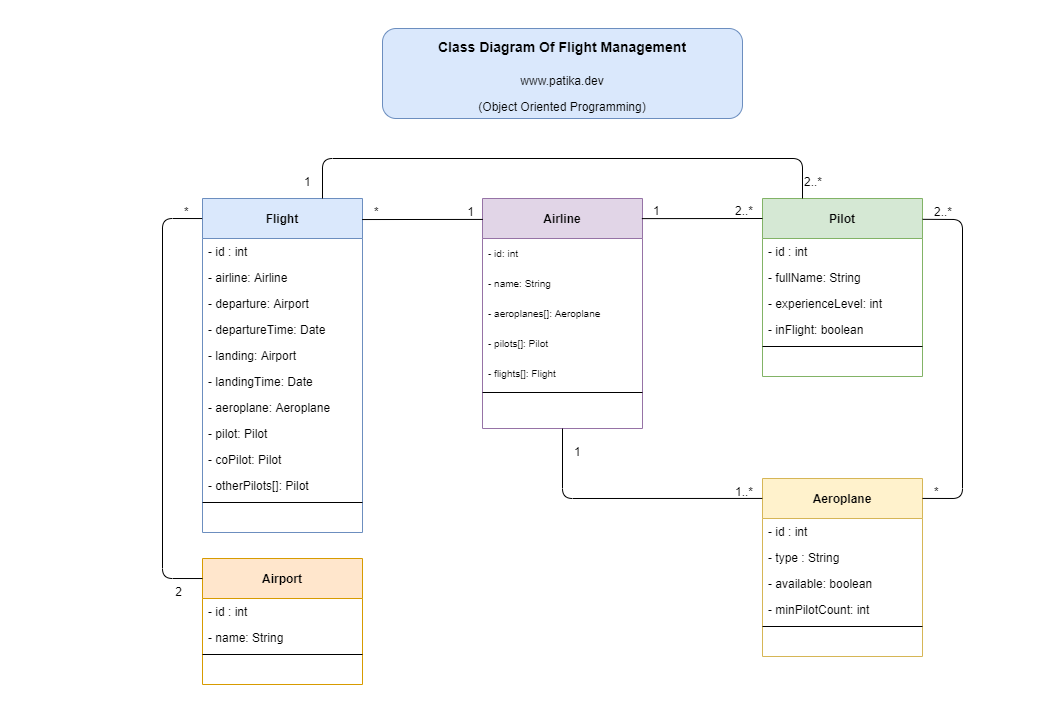 Class Diagram Of Flight Management
www.patika.dev
(Object Oriented Programming)
1
2..*
*
Flight
*
1
Airline
1
2..*
Pilot
2..*
- id : int
- airline: Airline
- departure: Airport
- departureTime: Date
- landing: Airport
- landingTime: Date
- aeroplane: Aeroplane
- pilot: Pilot
- coPilot: Pilot
- otherPilots[]: Pilot
- id: int
- name: String
- aeroplanes[]: Aeroplane
- pilots[]: Pilot
- flights[]: Flight
- id : int
- fullName: String
- experienceLevel: int
- inFlight: boolean
1
1..*
Aeroplane
*
- id : int
- type : String
- available: boolean
- minPilotCount: int
2
Airport
- id : int
- name: String